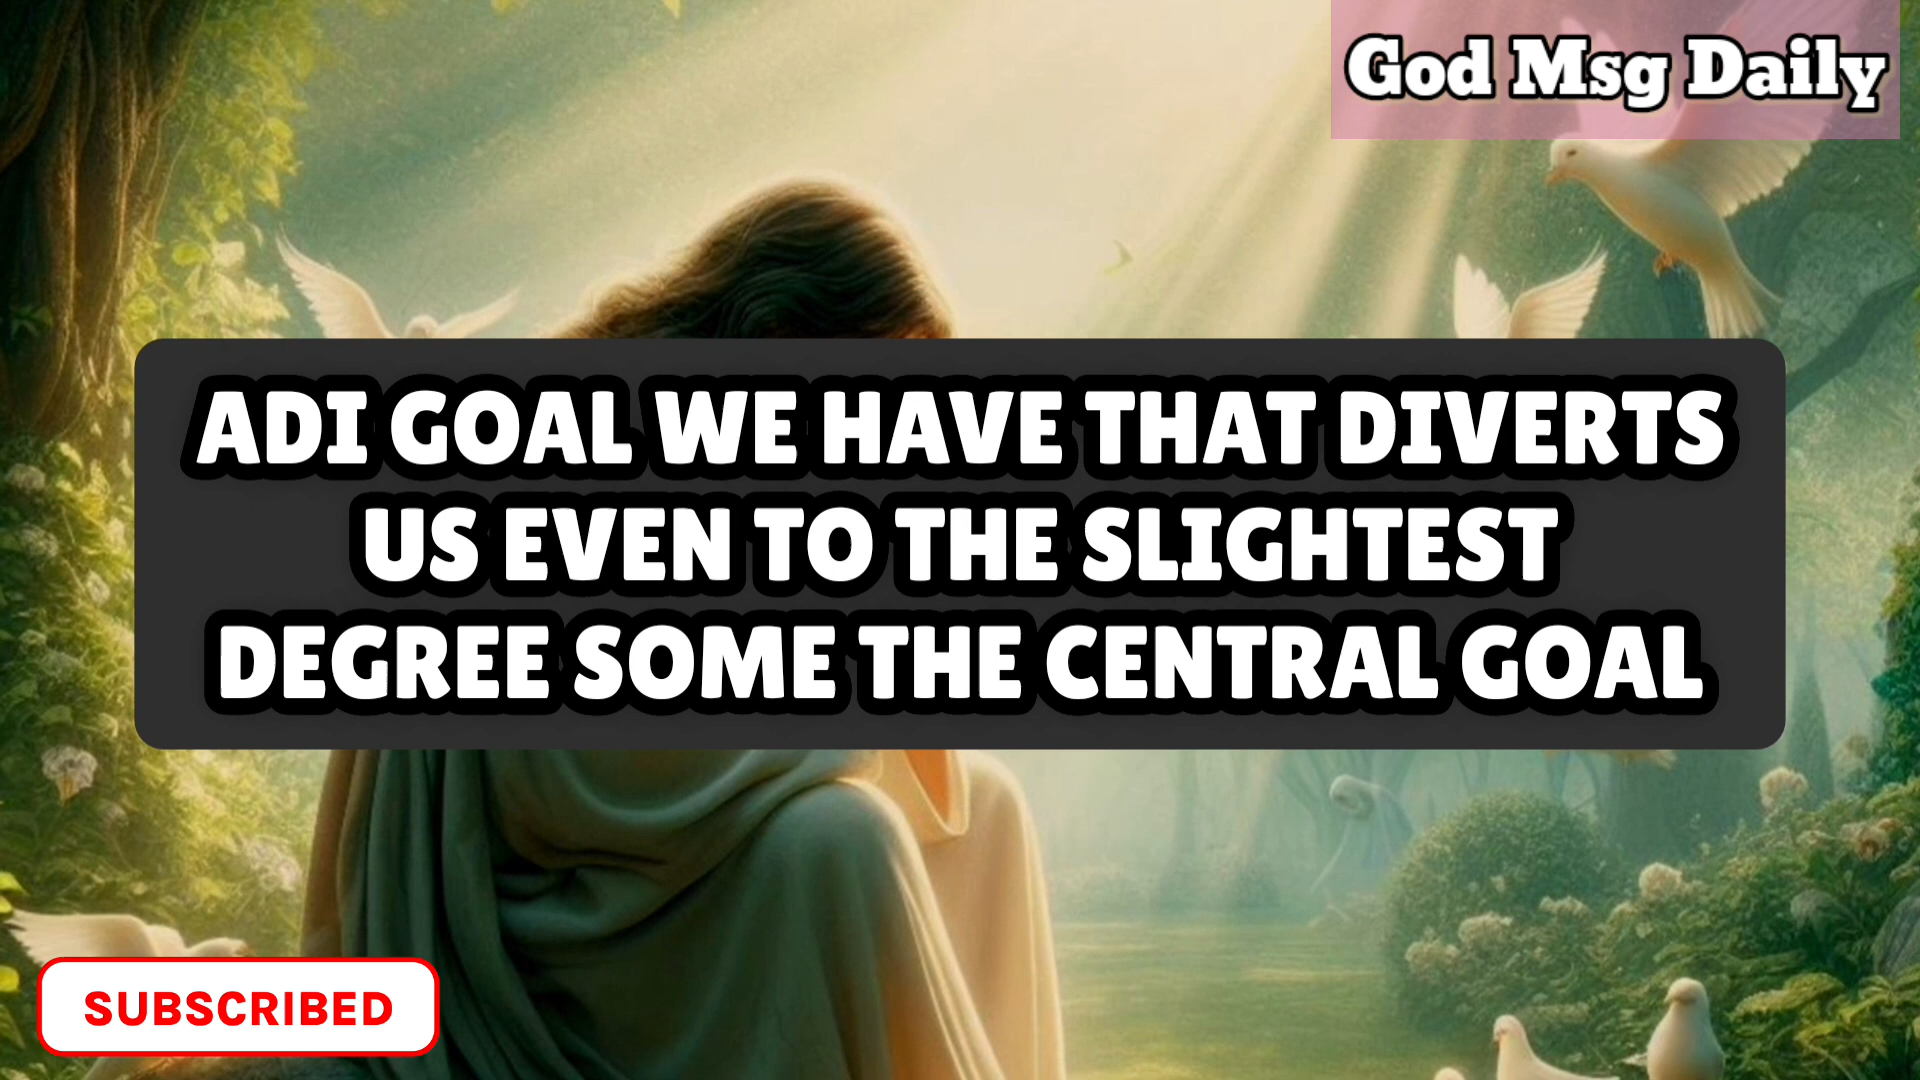 God Msg Daily
ADI GOAL WE HAVE THAT DIVERTS
US EVEN TO THE SLIGHTEST
DEGREE SOME THE CENTRAL GOAL
SUBSCRIBED